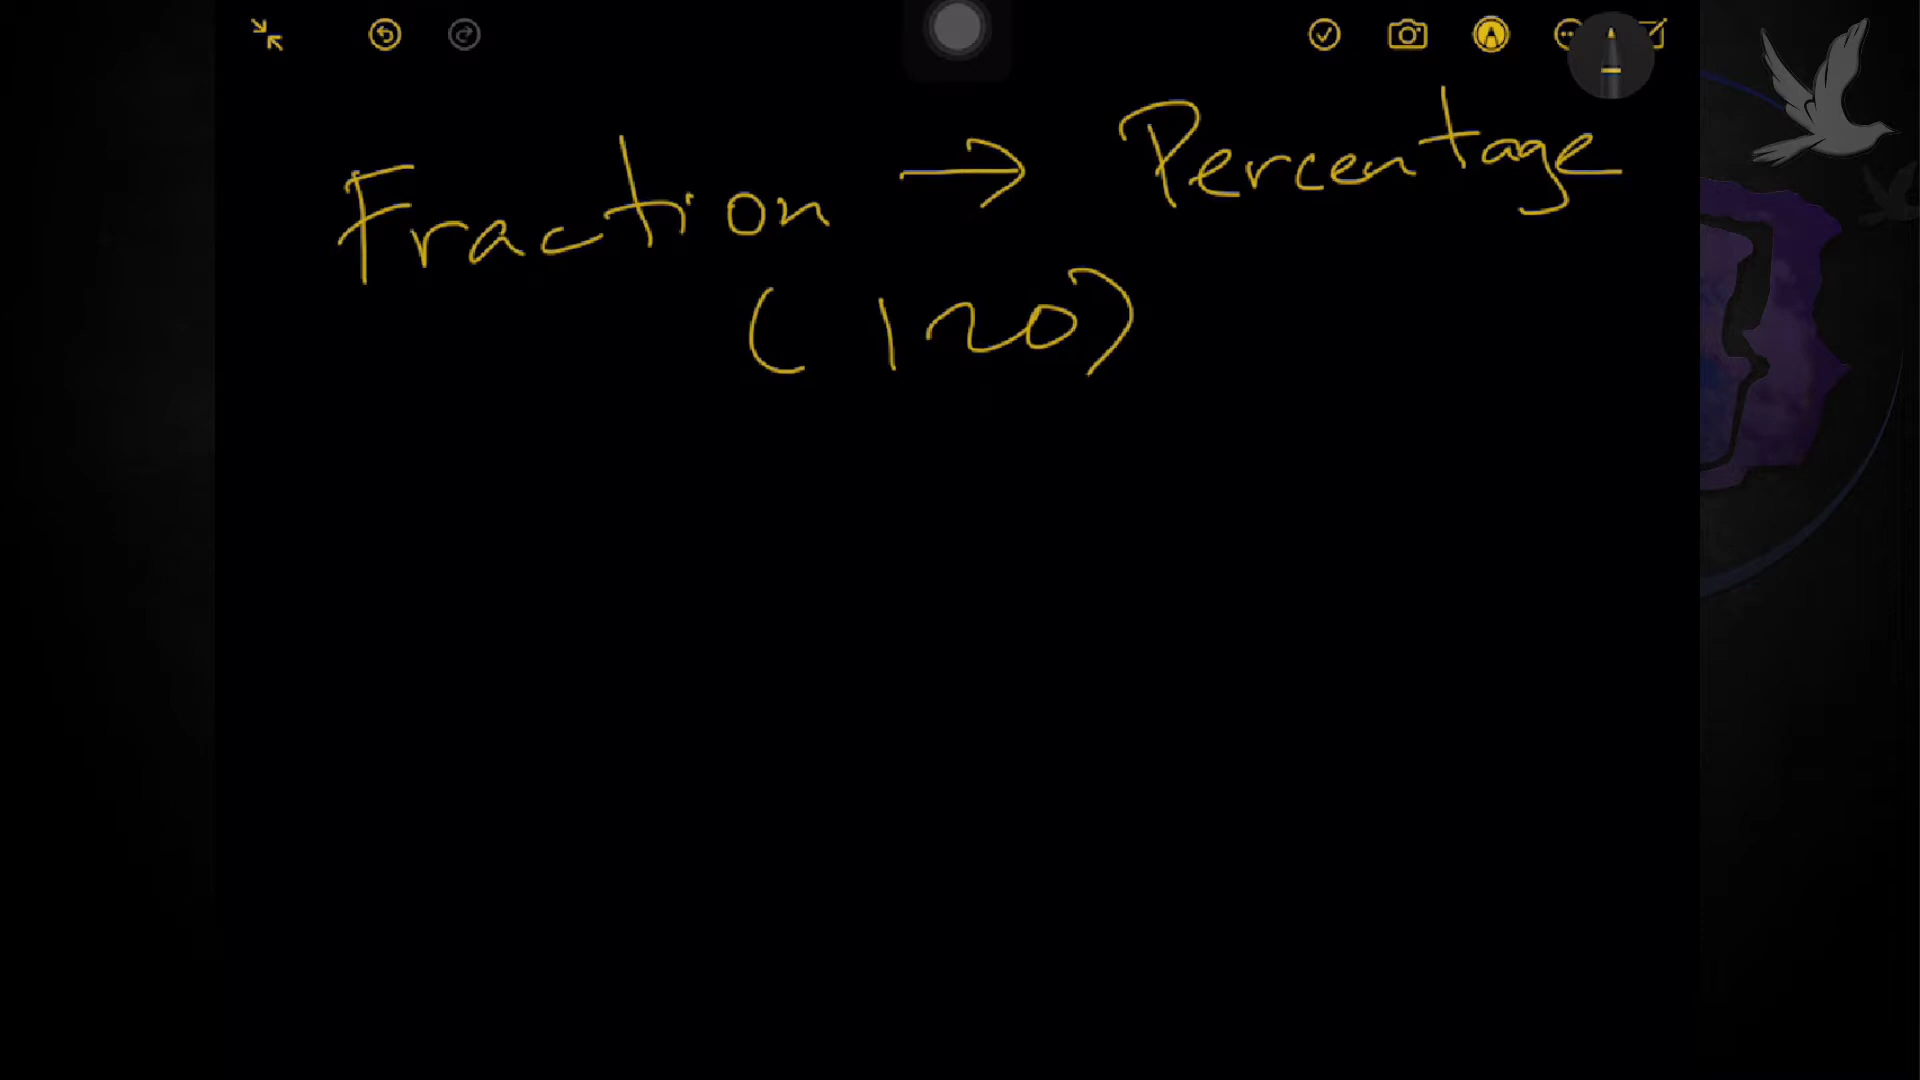 Fraction → Percentage
(120)